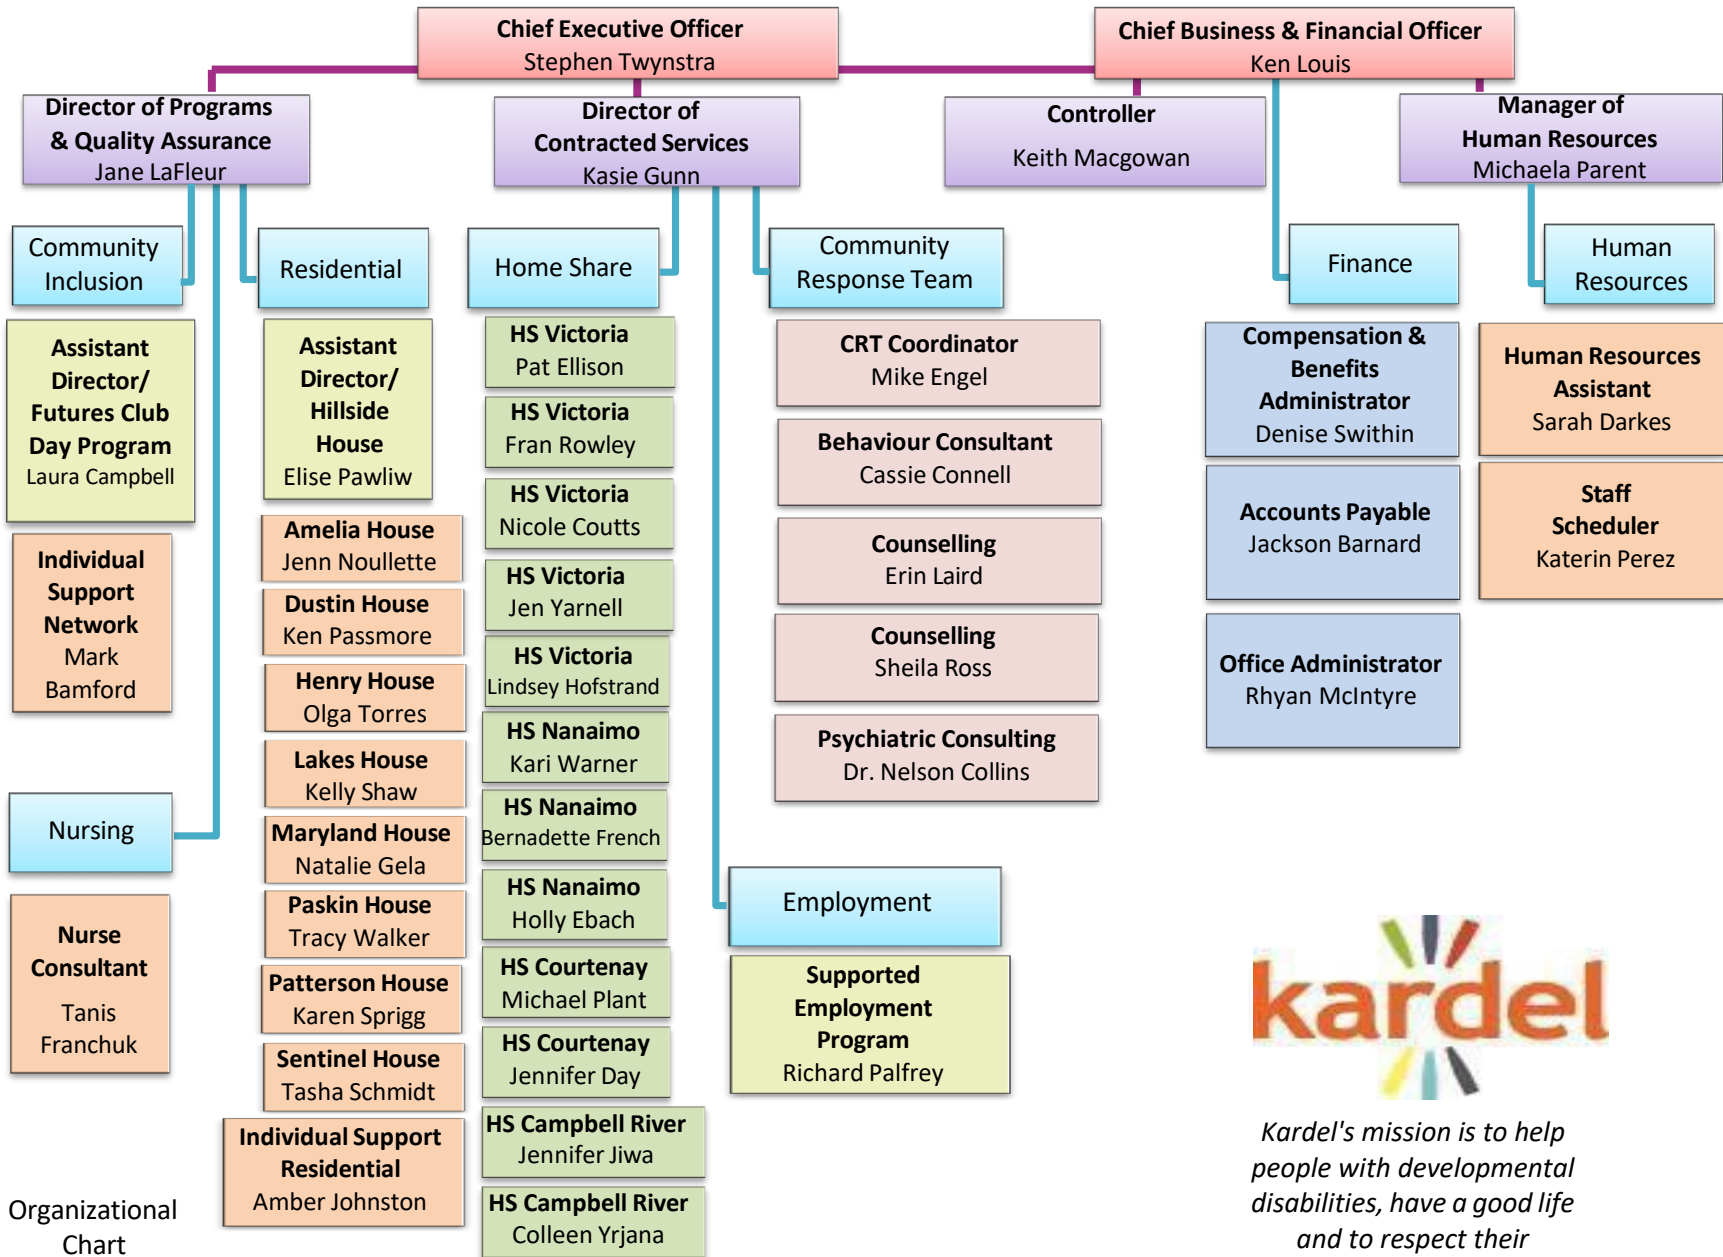 Chief Executive Officer
Stephen Twynstra
Chief Business & Financial Officer
Ken Louis
Director of Programs
& Quality Assurance
Jane LaFleur
Director of
Contracted Services
Kasie Gunn
Controller
Keith Macgowan
Manager of
Human Resources
Michaela Parent
Community
Inclusion
Residential
Home Share
Community
Response Team
Finance
Human
Resources
Assistant
Director/
Futures Club
Day Program
Laura Campbell
Individual
Support
Network
Mark
Bamford
Nursing
Nurse
Consultant
Tanis
Franchuk
Assistant
Director/
Hillside
House
Elise Pawliw
Amelia House
Jenn Noullette
Dustin House
Ken Passmore
Henry House
Olga Torres
Lakes House
Kelly Shaw
Maryland House
Natalie Gela
Paskin House
Tracy Walker
Patterson House
Karen Sprigg
Sentinel House
Tasha Schmidt
Individual Support
Residential
Amber Johnston
HS Victoria
Pat Ellison
HS Victoria
Fran Rowley
HS Victoria
Nicole Coutts
HS Victoria
Jen Yarnell
HS Victoria
Lindsey Hofstrand
HS Nanaimo
Kari Warner
HS Nanaimo
Bernadette French
HS Nanaimo
Holly Ebach
HS Courtenay
Michael Plant
HS Courtenay
Jennifer Day
HS Campbell River
Jennifer Jiwa
HS Campbell River
Colleen Yrjana
CRT Coordinator
Mike Engel
Behaviour Consultant
Cassie Connell
Counselling
Erin Laird
Counselling
Sheila Ross
Psychiatric Consulting
Dr. Nelson Collins
Employment
Supported
Employment
Program
Richard Palfrey
Compensation &
Benefits
Administrator
Denise Swithin
Accounts Payable
Jackson Barnard
Office Administrator
Rhyan McIntyre
Human Resources
Assistant
Sarah Darkes
Staff
Scheduler
Katerin Perez
kardel
Kardel's mission is to help
people with developmental
disabilities, have a good life
and to respect their
Organizational
Chart